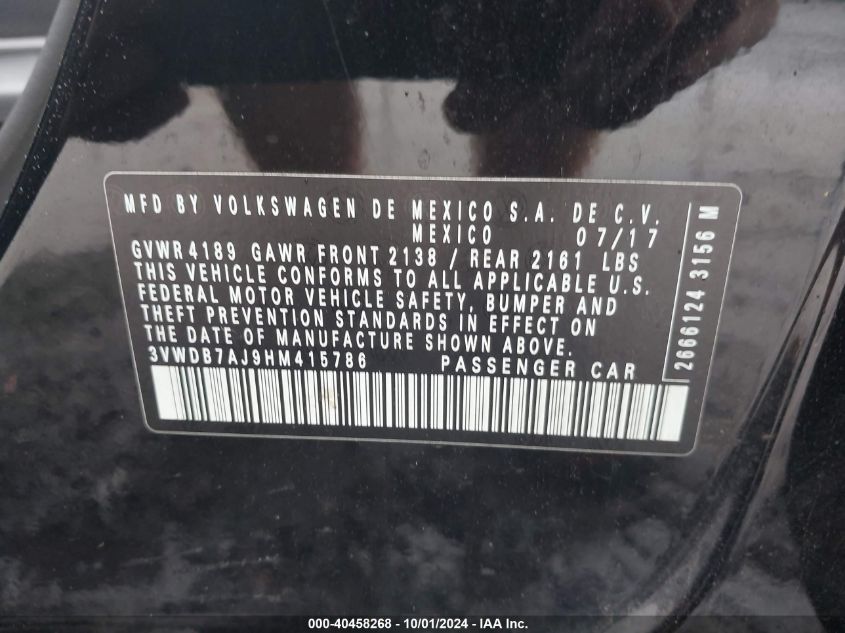 MFD BY VOLKSWAGEN DE MEXICO S.A. DE C.V.
MEXICO 07/17
GVWR 4189 GAWR FRONT 2138 / REAR 2161 LBS
THIS VEHICLE CONFORMS TO ALL APPLICABLE U.S.
FEDERAL MOTOR VEHICLE SAFETY, BUMPER AND
THEFT PREVENTION STANDARDS IN EFFECT ON
THE DATE OF MANUFACTURE SHOWN ABOVE.
3VWDB7AJ9HM415786 PASSENGER CAR
2666124 3156 M
000-40458268 - 10/01/2024 - IAA Inc.